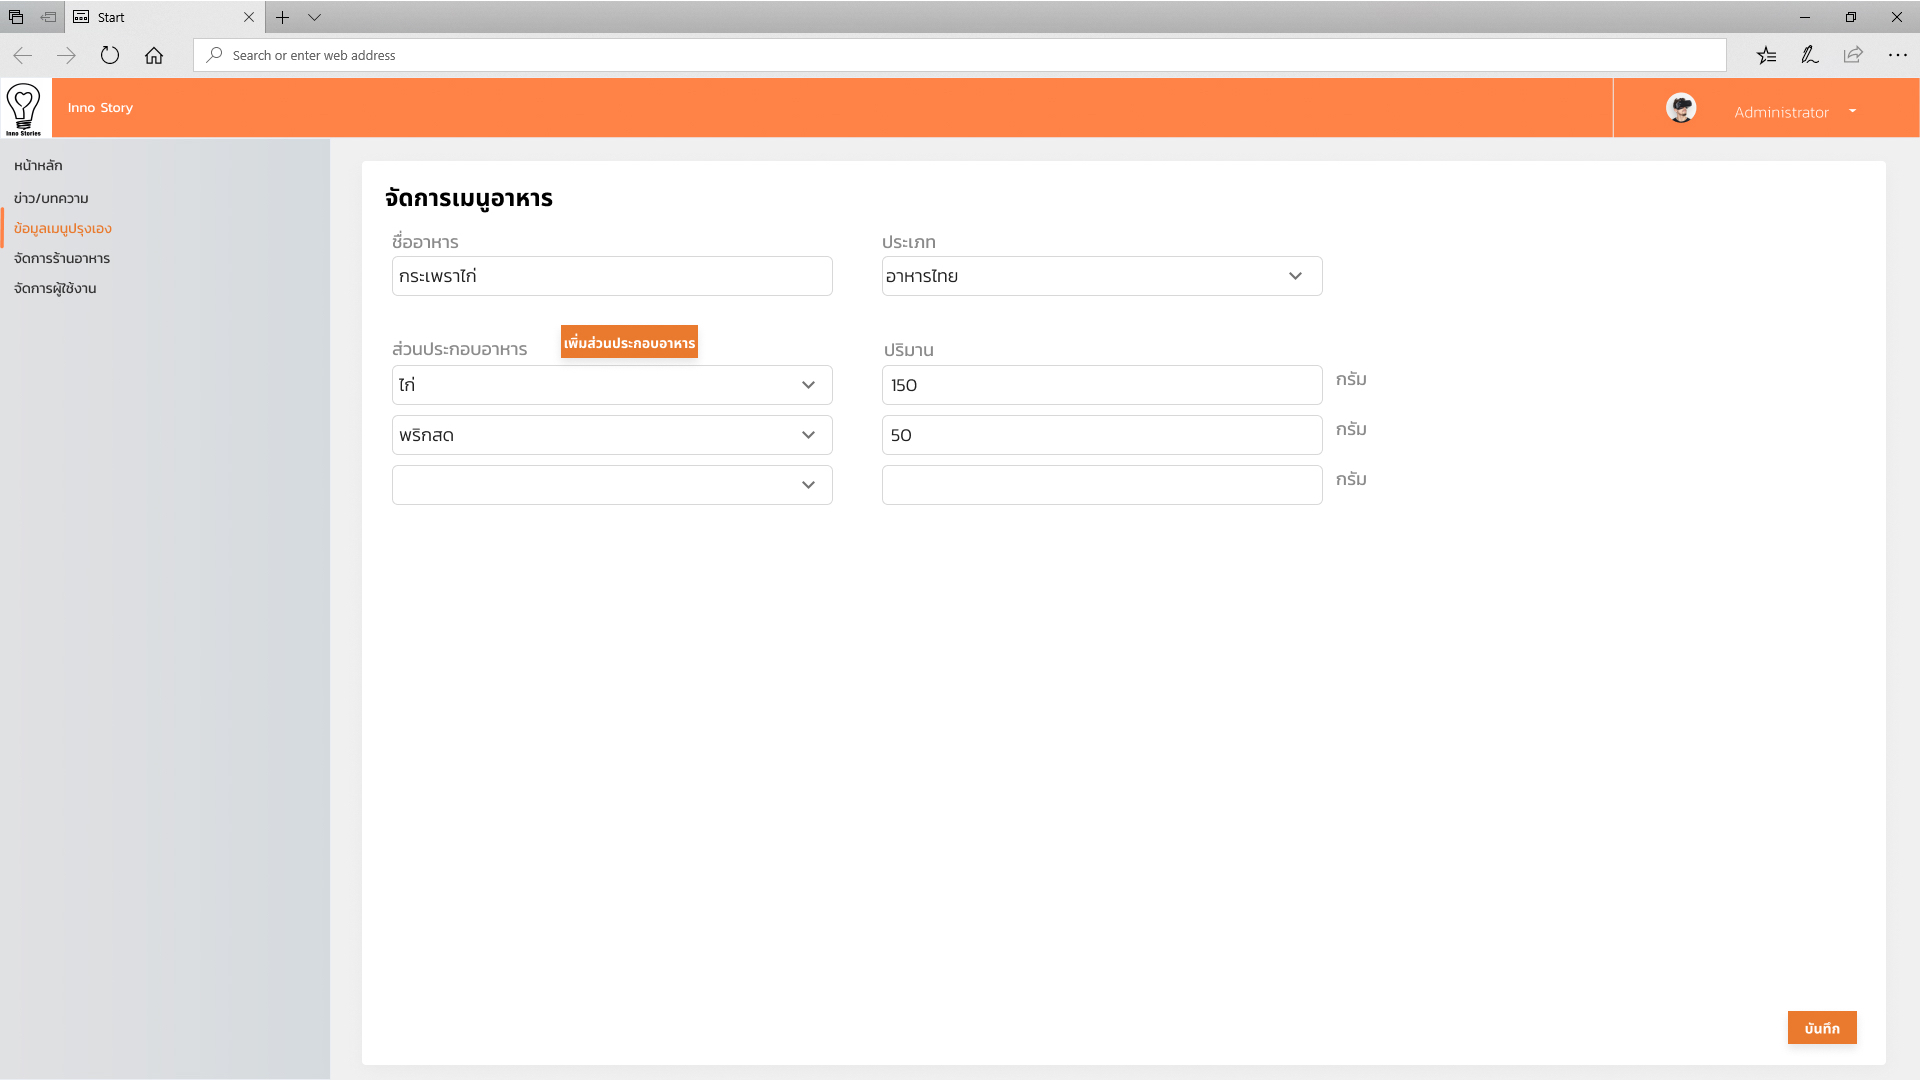 Start
Search or enter web address
Inno Stories
Inno Story
Administrator
หน้าหลัก
ข่าว/บทความ
ข้อมูลเมนูปรุงเอง
จัดการร้านอาหาร
จัดการผู้ใช้งาน
จัดการเมนูอาหาร
ชื่ออาหาร
ประเภท
กระเพราไก่
อาหารไทย
ส่วนประกอบอาหาร
เพิ่มส่วนประกอบอาหาร
ปริมาน
ไก่
150
กรัม
พริกสด
50
กรัม
กรัม
บันทึก